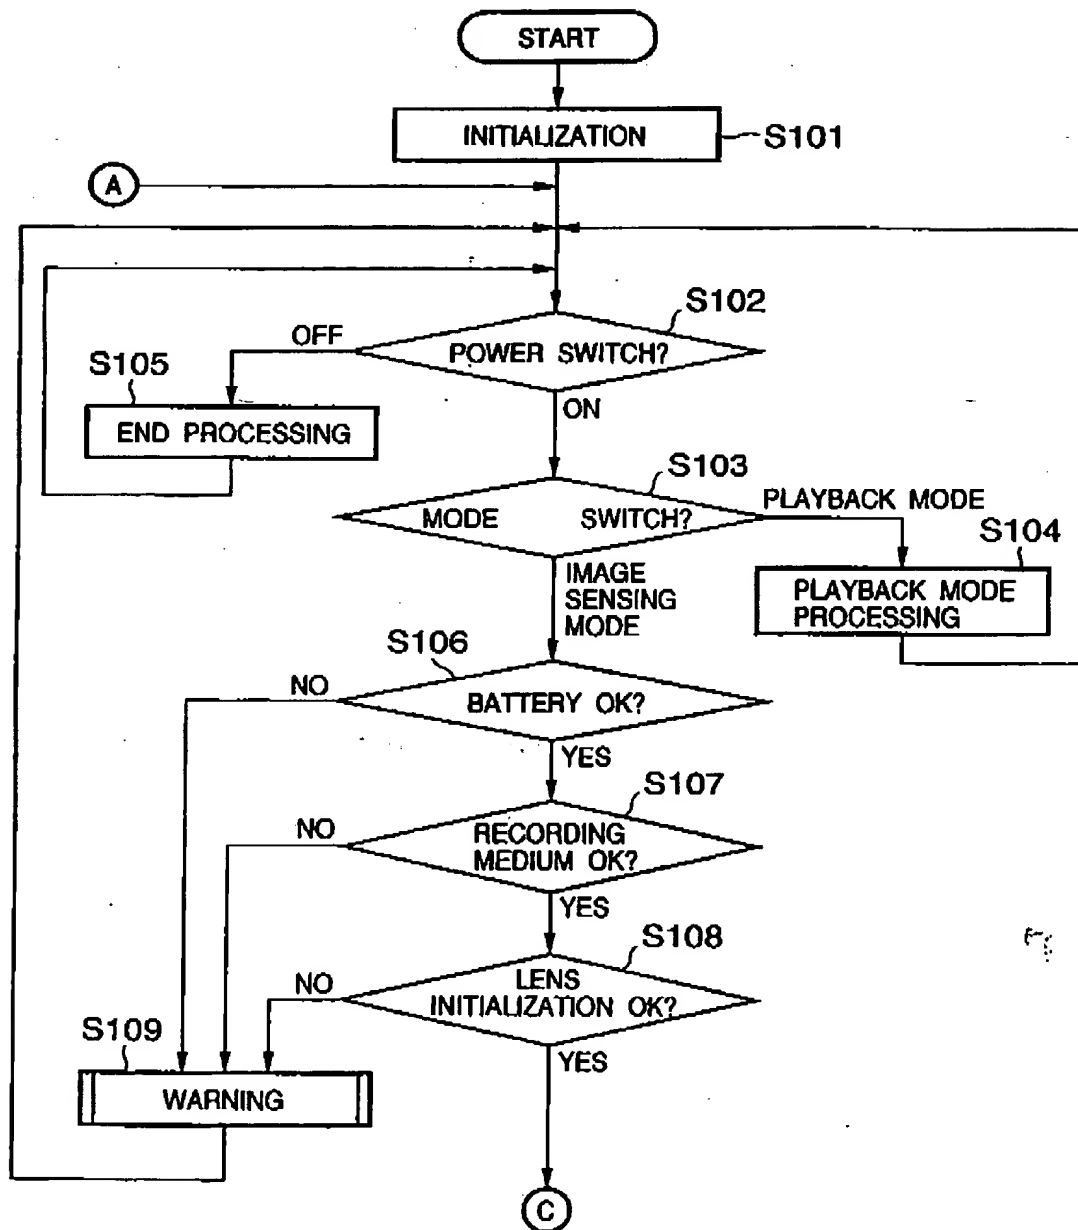 START
INITIALIZATION
S101
A
S102
OFF
POWER SWITCH?
S105
ON
END PROCESSING
S103
PLAYBACK MODE
MODE SWITCH?
S104
IMAGE
SENSING
MODE
PLAYBACK MODE
PROCESSING
S106
NO
BATTERY OK?
YES
S107
NO
RECORDING
MEDIUM OK?
YES
S108
NO
LENS
INITIALIZATION OK?
S109
YES
WARNING
C